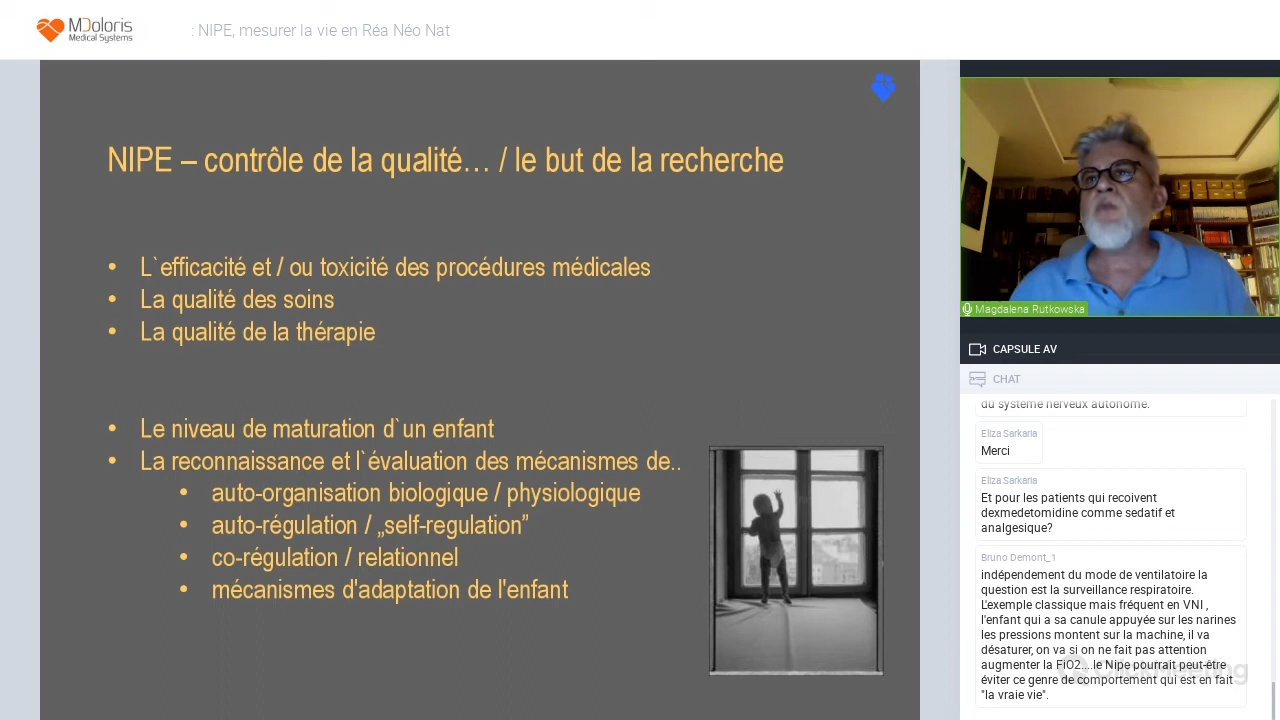 MDoloris
Medical Systems
: NIPE, mesurer la vie en Réa Néo Nat
NIPE – contrôle de la qualité… / le but de la recherche
• L`efficacité et / ou toxicité des procédures médicales
• La qualité des soins
• La qualité de la thérapie
• Le niveau de maturation d`un enfant
• La reconnaissance et l`évaluation des mécanismes de..
• auto-organisation biologique / physiologique
• auto-régulation / „self-regulation”
• co-régulation / relationnel
• mécanismes d'adaptation de l'enfant
Magdalena Rutkowska
CAPSULE AV
CHAT
du système nerveux autonome.
Eliza Sarkaria
Merci
Eliza Sarkaria
Et pour les patients qui recoivent
dexmedetomidine comme sedatif et
analgesique?
Bruno Demont_1
indépendement du mode de ventilatoire la
question est la surveillance respiratoire.
L'exemple classique mais fréquent en VNI ,
l'enfant qui a sa canule appuyée sur les narines
les pressions montent sur la machine, il va
désaturer, on va si on ne fait pas attention
augmenter la FiO2....le Nipe pourrait peut-être
éviter ce genre de comportement qui est en fait
"la vraie vie".
ClickMeeting